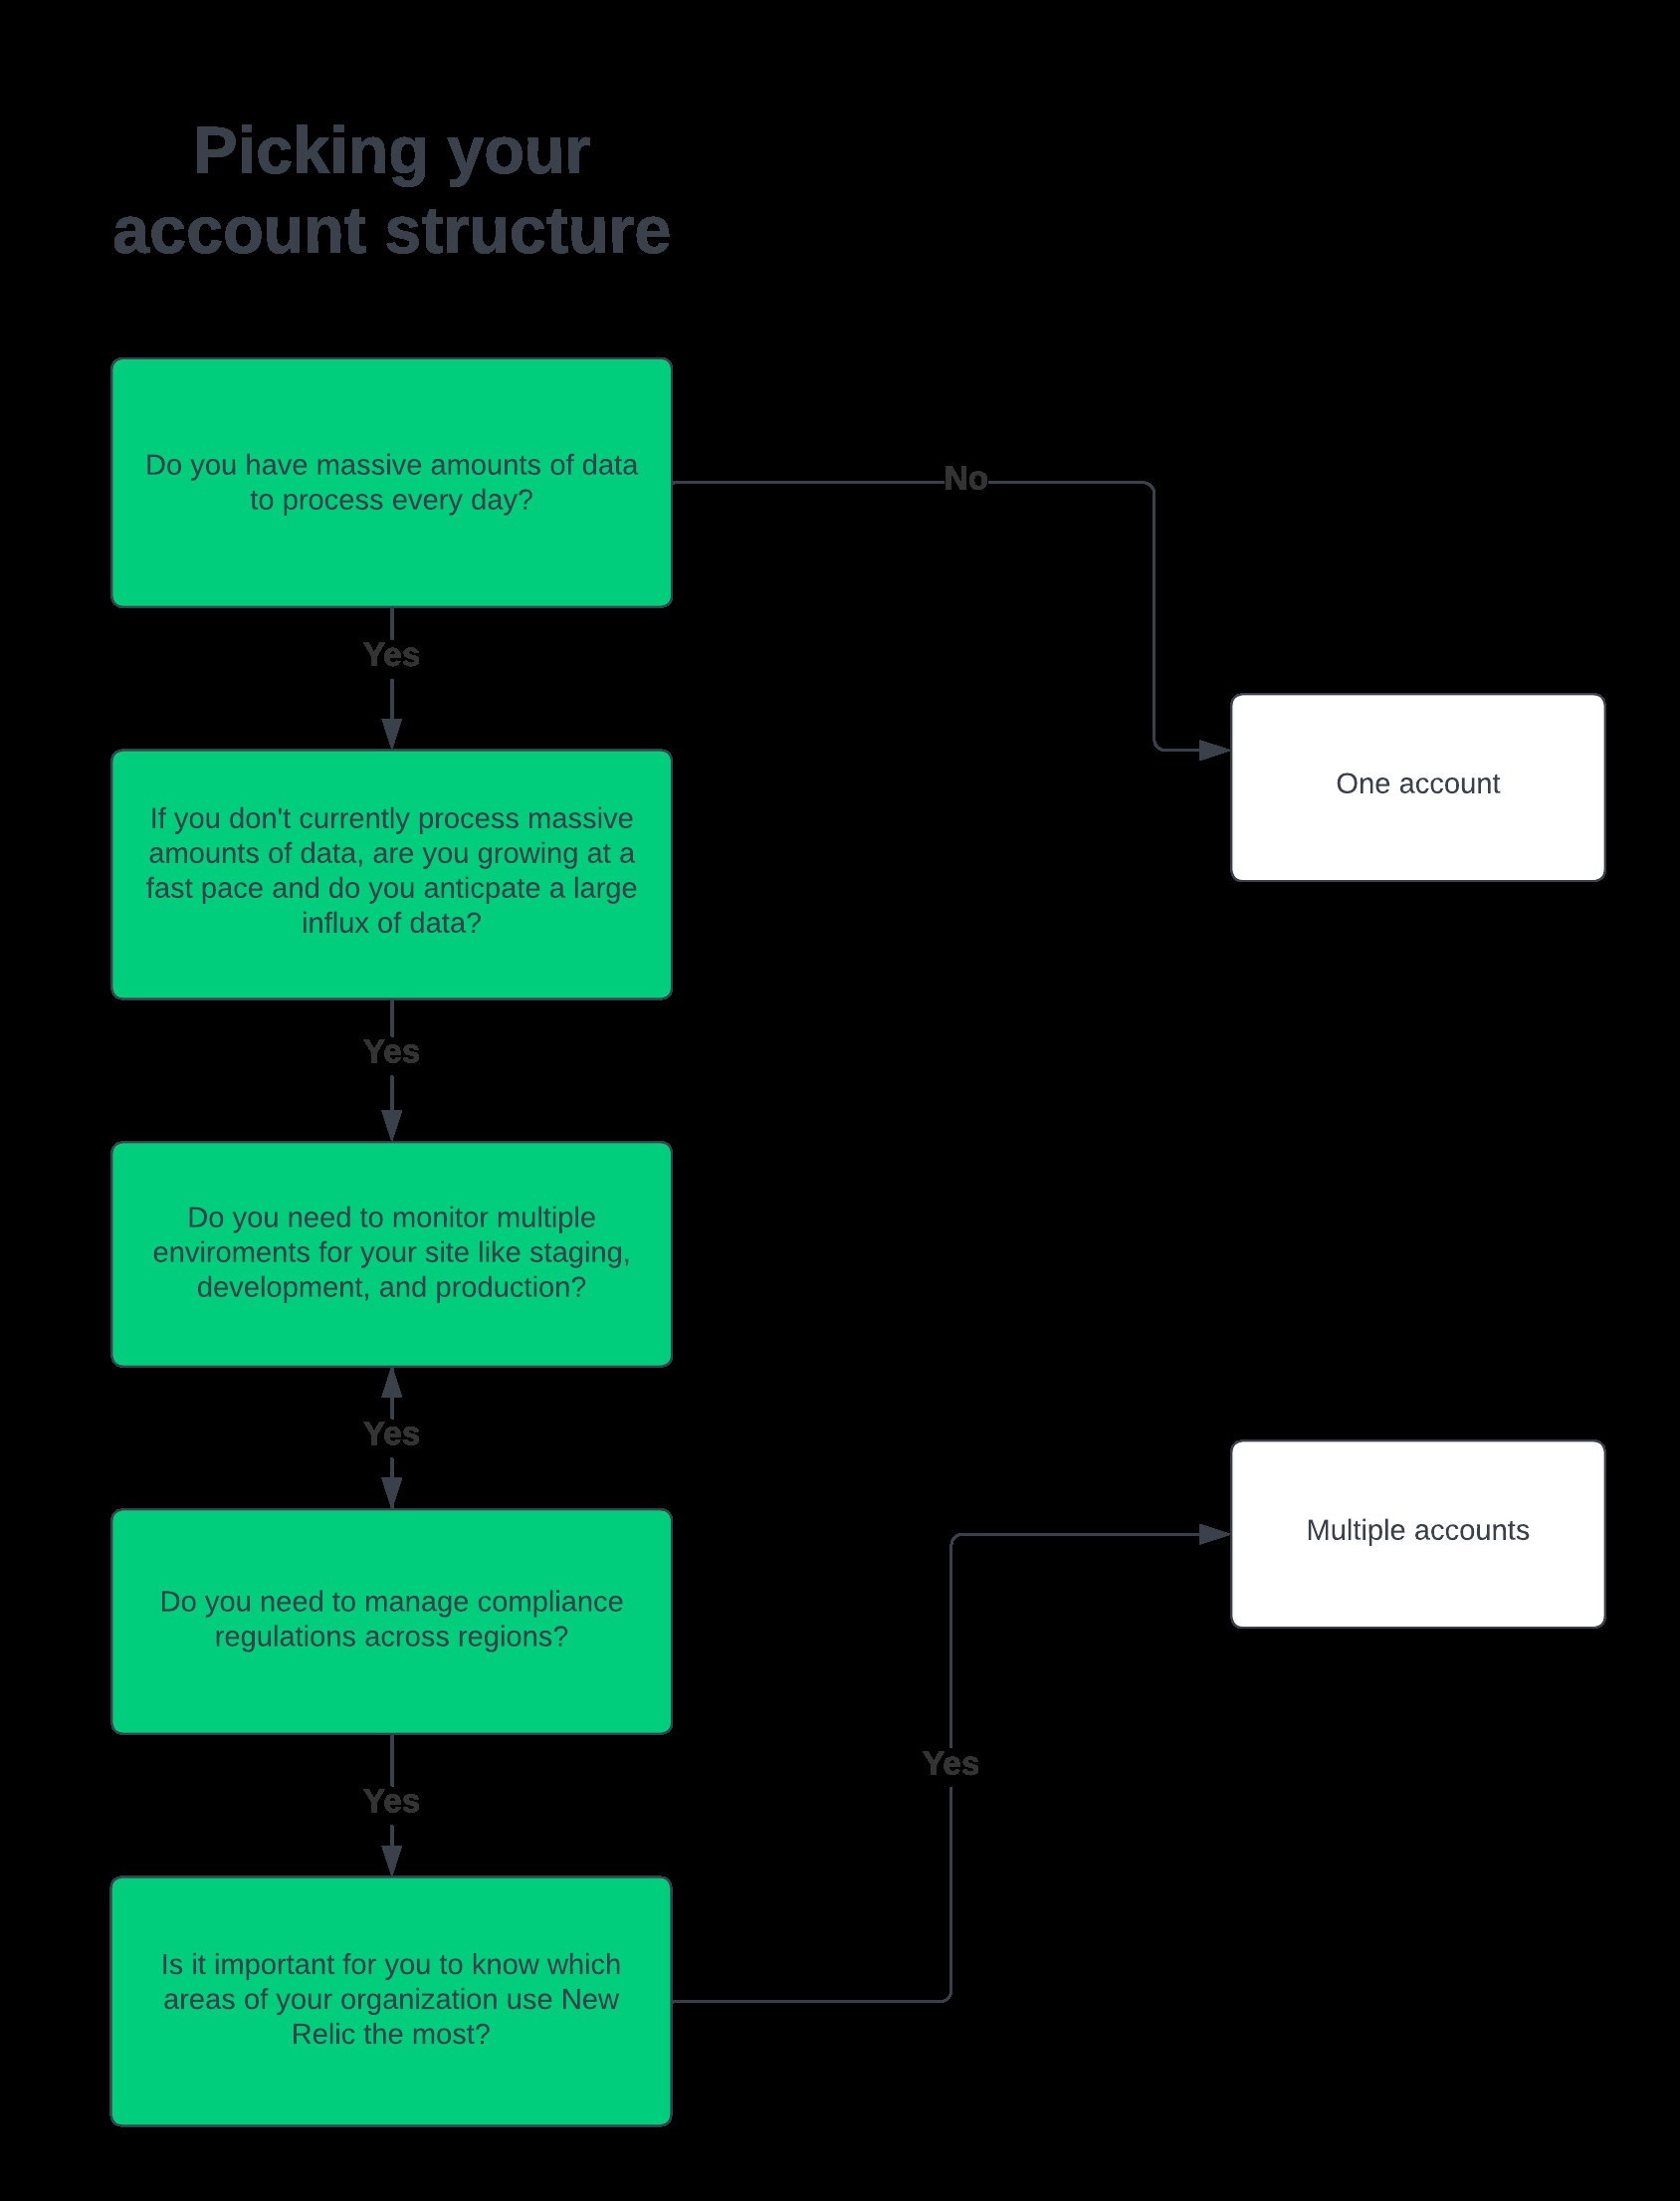 Picking your
account structure
Do you have massive amounts of data
to process every day?
No
Yes
One account
If you don't currently process massive
amounts of data, are you growing at a
fast pace and do you anticpate a large
influx of data?
Yes
Do you need to monitor multiple
enviroments for your site like staging,
development, and production?
Yes
Multiple accounts
Do you need to manage compliance
regulations across regions?
Yes
Yes
Is it important for you to know which
areas of your organization use New
Relic the most?